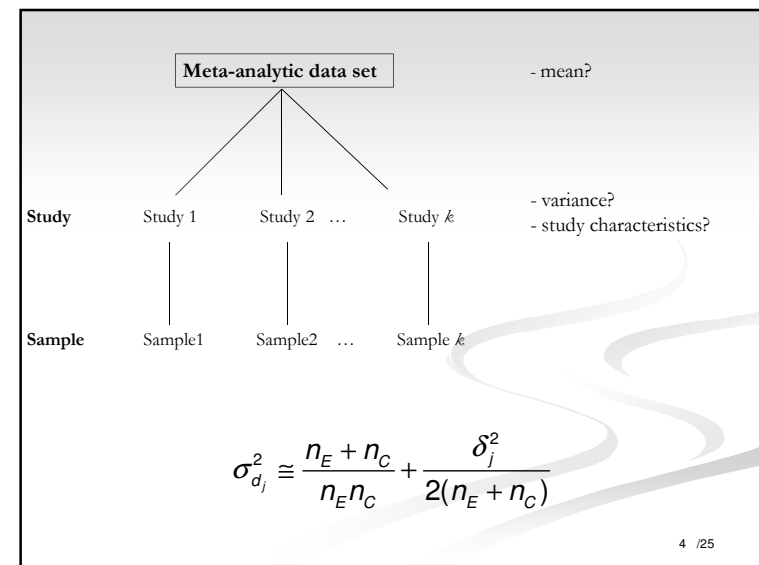 Meta-analytic data set - mean?
- variance?
Study Study 1 Study 2 … Study k
- study characteristics?
Sample Sample1 Sample2 … Sample k
σ²_{d_j} ≅ (n_E + n_C)/(n_E n_C) + δ_j²/(2(n_E + n_C))
4 /25